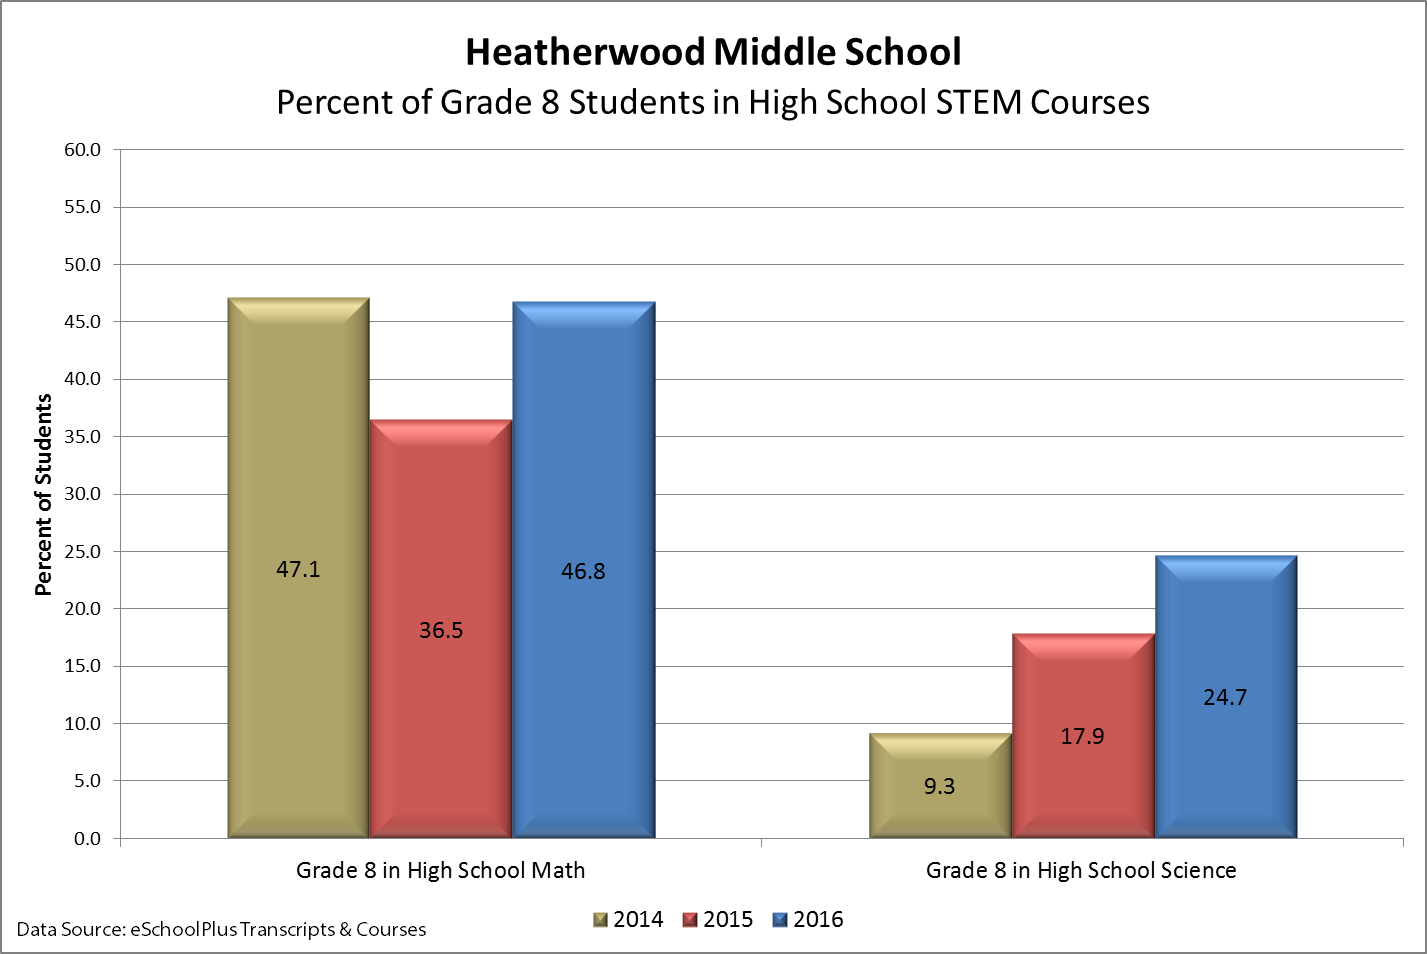 Heatherwood Middle School
Percent of Grade 8 Students in High School STEM Courses
60.0
55.0
50.0
45.0
40.0
35.0
30.0
25.0
20.0
15.0
10.0
5.0
0.0
Percent of Students
47.1
36.5
46.8
9.3
17.9
24.7
Grade 8 in High School Math
Grade 8 in High School Science
2014 2015 2016
Data Source: eSchoolPlus Transcripts & Courses